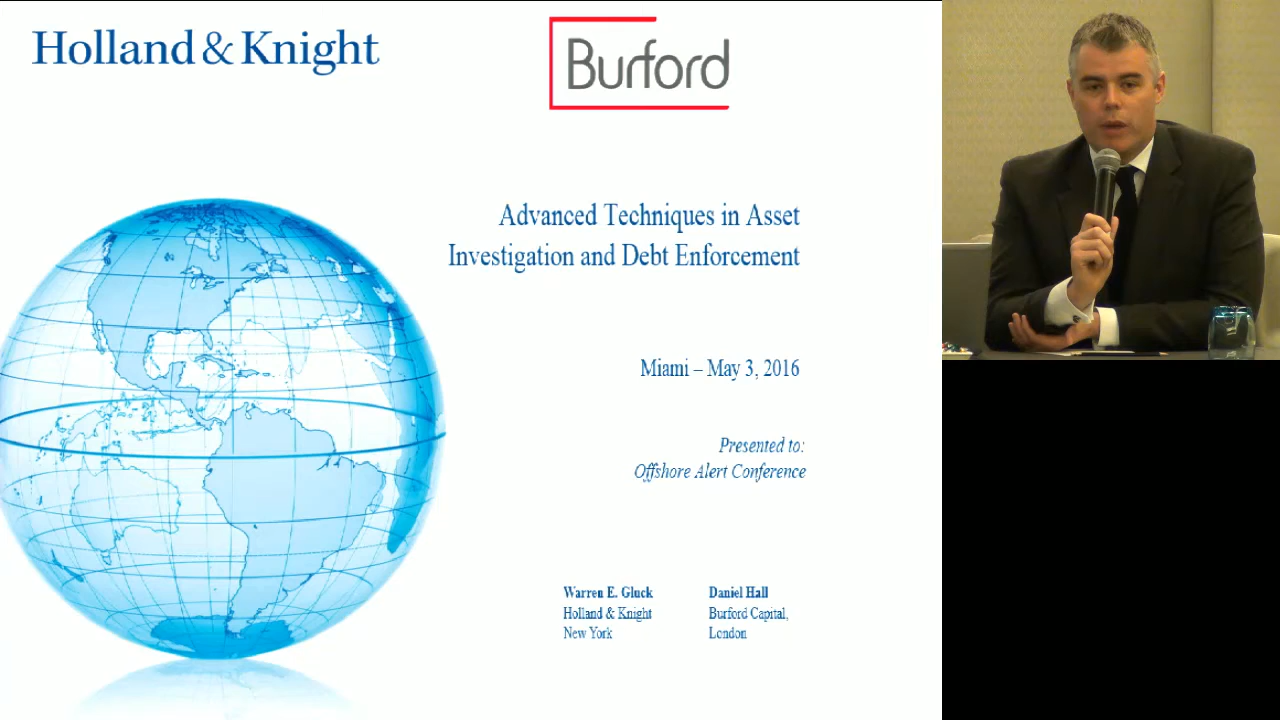 Holland & Knight
Burford
Advanced Techniques in Asset
Investigation and Debt Enforcement
Miami – May 3, 2016
Presented to:
Offshore Alert Conference
Warren E. Gluck
Holland & Knight
New York
Daniel Hall
Burford Capital,
London